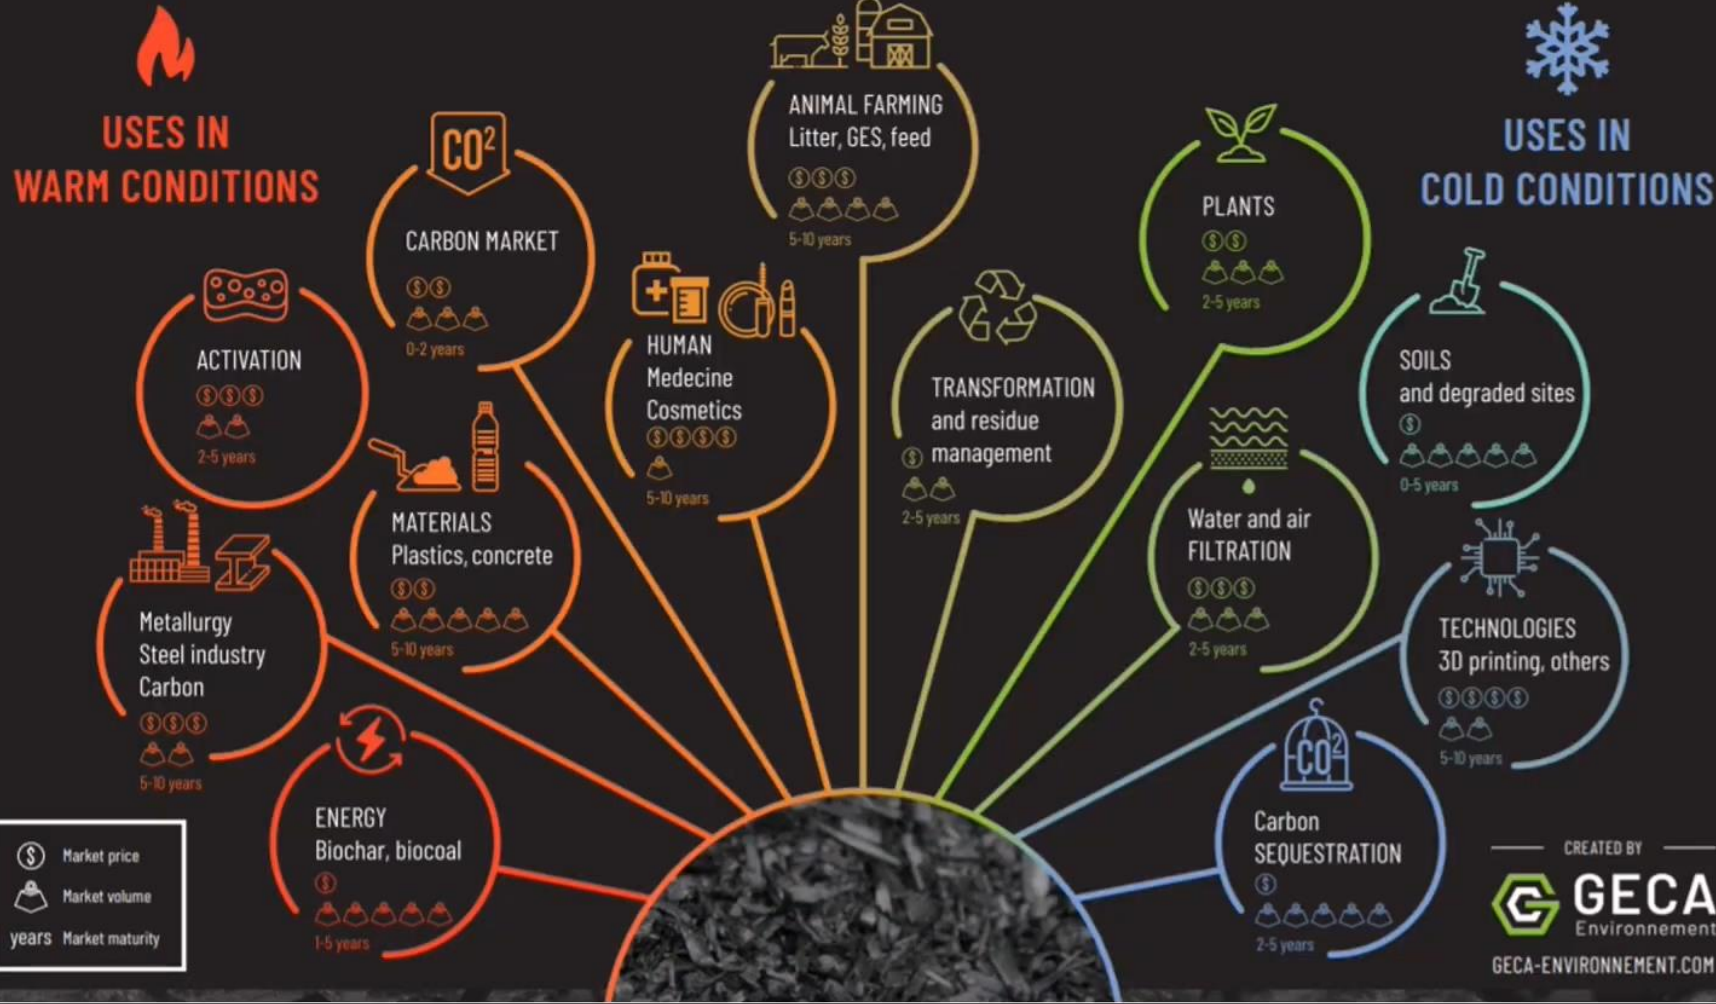 USES IN
WARM CONDITIONS
USES IN
COLD CONDITIONS
ANIMAL FARMING
Litter, GES, feed
5-10 years
CO²
CARBON MARKET
0-2 years
PLANTS
2-5 years
ACTIVATION
2-5 years
HUMAN
Medecine
Cosmetics
5-10 years
TRANSFORMATION
and residue
management
2-5 years
SOILS
and degraded sites
0-5 years
MATERIALS
Plastics, concrete
5-10 years
Water and air
FILTRATION
2-5 years
Metallurgy
Steel industry
Carbon
5-10 years
TECHNOLOGIES
3D printing, others
5-10 years
ENERGY
Biochar, biocoal
1-5 years
CO²
Carbon
SEQUESTRATION
2-5 years
Market price
Market volume
years Market maturity
CREATED BY
GECA
Environnement
GECA-ENVIRONNEMENT.COM